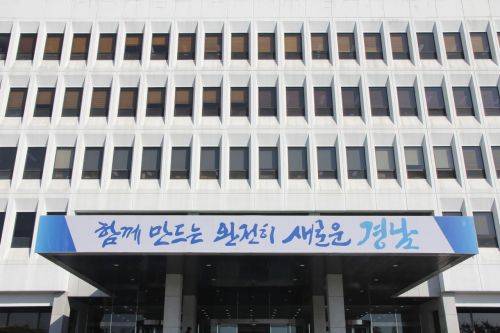 함께 만드는 완전히 새로운 경남